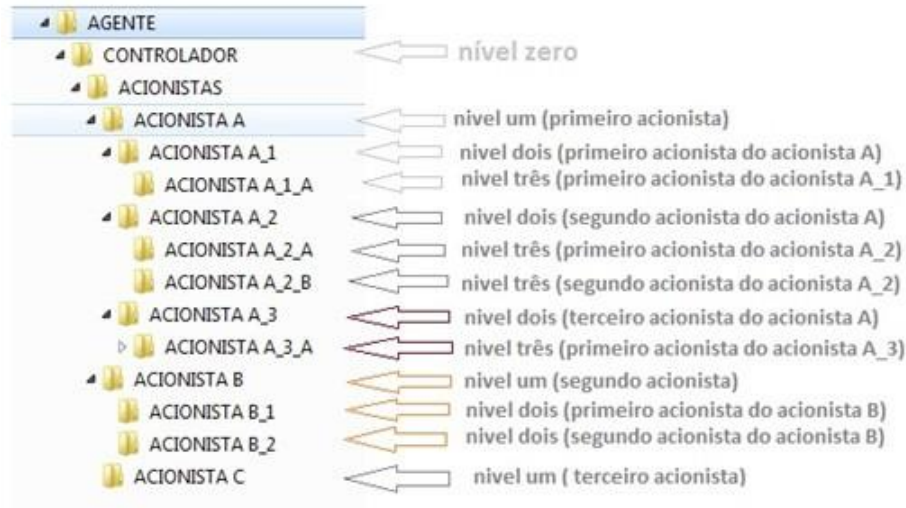 AGENTE
CONTROLADOR nível zero
ACIONISTAS
ACIONISTA A nivel um (primeiro acionista)
ACIONISTA A_1 nivel dois (primeiro acionista do acionista A)
ACIONISTA A_1_A nivel três (primeiro acionista do acionista A_1)
ACIONISTA A_2 nivel dois (segundo acionista do acionista A)
ACIONISTA A_2_A nivel três (primeiro acionista do acionista A_2)
ACIONISTA A_2_B nivel três (segundo acionista do acionista A_2)
ACIONISTA A_3 nivel dois (terceiro acionista do acionista A)
ACIONISTA A_3_A nivel três (primeiro acionista do acionista A_3)
ACIONISTA B nivel um (segundo acionista)
ACIONISTA B_1 nivel dois (primeiro acionista do acionista B)
ACIONISTA B_2 nivel dois (segundo acionista do acionista B)
ACIONISTA C nivel um ( terceiro acionista)